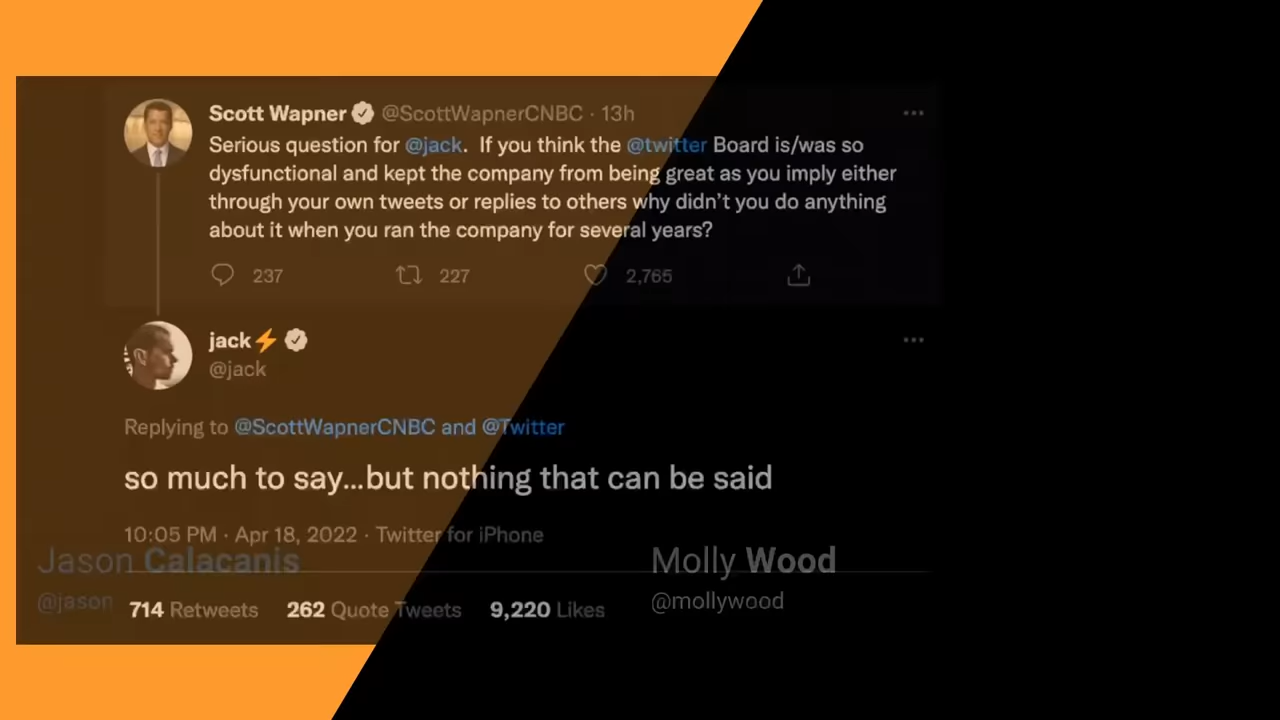 Scott Wapner @ScottWapnerCNBC · 13h
Serious question for @jack. If you think the @twitter Board is/was so
dysfunctional and kept the company from being great as you imply either
through your own tweets or replies to others why didn't you do anything
about it when you ran the company for several years?
237 227 2,765
jack⚡
@jack
Replying to @ScottWapnerCNBC and @Twitter
so much to say...but nothing that can be said
10:05 PM · Apr 18, 2022 · Twitter for iPhone
Jason Calacanis Molly Wood
@jason @mollywood
714 Retweets 262 Quote Tweets 9,220 Likes